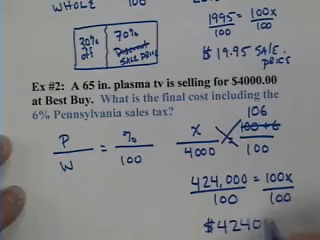 WHOLE 100
1995 = 100x
100 100
30% off
70%
SALE PRICE
$19.95 SALE PRICE
Ex #2: A 65 in. plasma tv is selling for $4000.00
at Best Buy. What is the final cost including the
6% Pennsylvania sales tax?
106
P = % x = 100+6
W 100 4000 100
424,000 = 100x
100 100
$4240